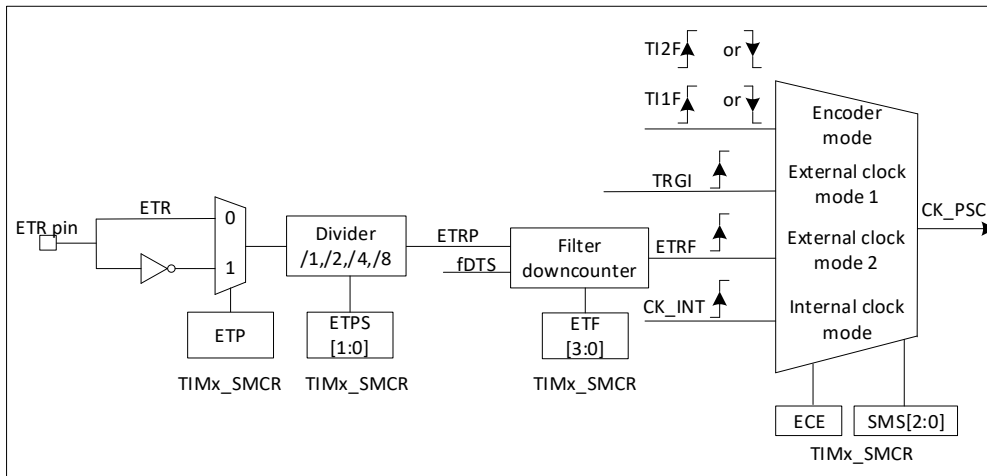 TI2F or
TI1F or
Encoder
mode
TRGI
External clock
mode 1
CK_PSC
ETR pin
ETR
0
1
Divider
/1,/2,/4,/8
ETRP
fDTS
Filter
downcounter
ETRF
External clock
mode 2
CK_INT
Internal clock
mode
ETP
TIMx_SMCR
ETPS
[1:0]
TIMx_SMCR
ETF
[3:0]
TIMx_SMCR
ECE
SMS[2:0]
TIMx_SMCR